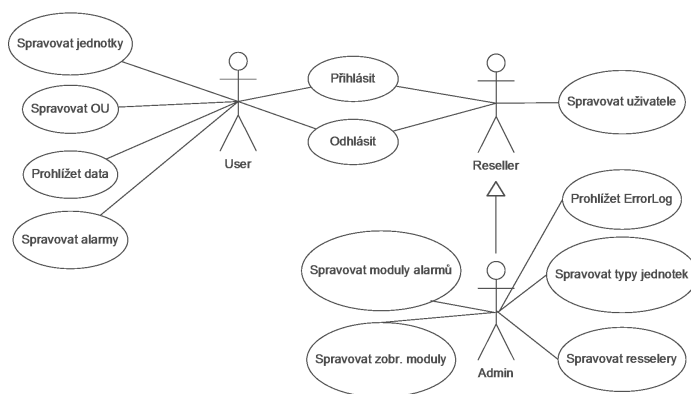 Spravovat jednotky
Spravovat OU
Prohlížet data
Spravovat alarmy
User
Přihlásit
Odhlásit
Reseller
Spravovat uživatele
Prohlížet ErrorLog
Spravovat moduly alarmů
Spravovat typy jednotek
Spravovat zobr. moduly
Admin
Spravovat resselery